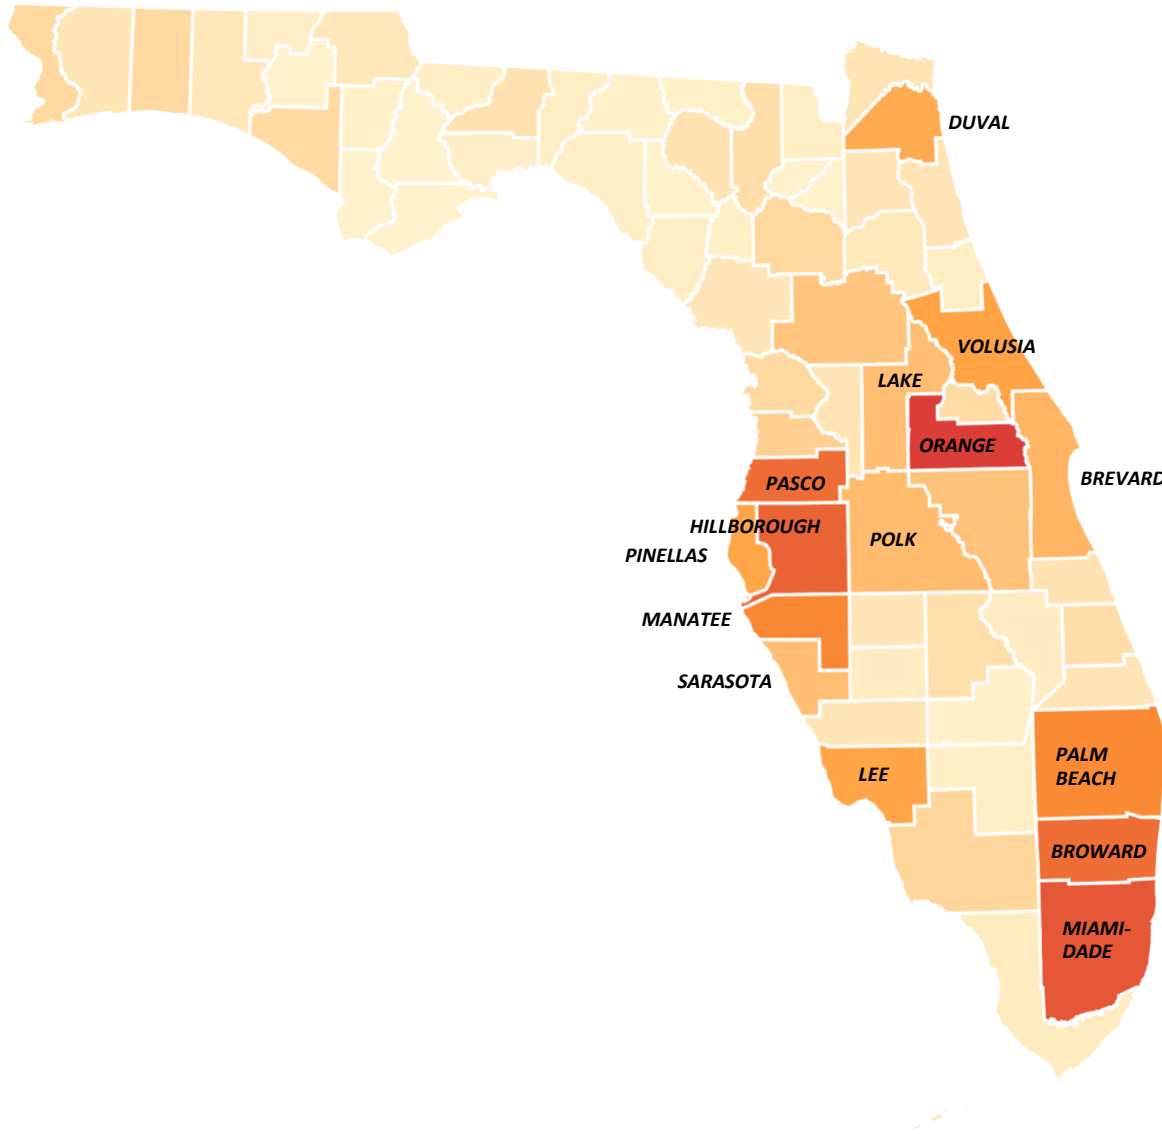 DUVAL
VOLUSIA
LAKE
ORANGE
BREVARD
PASCO
HILLBOROUGH
POLK
PINELLAS
MANATEE
SARASOTA
PALM
BEACH
LEE
BROWARD
MIAMI-
DADE